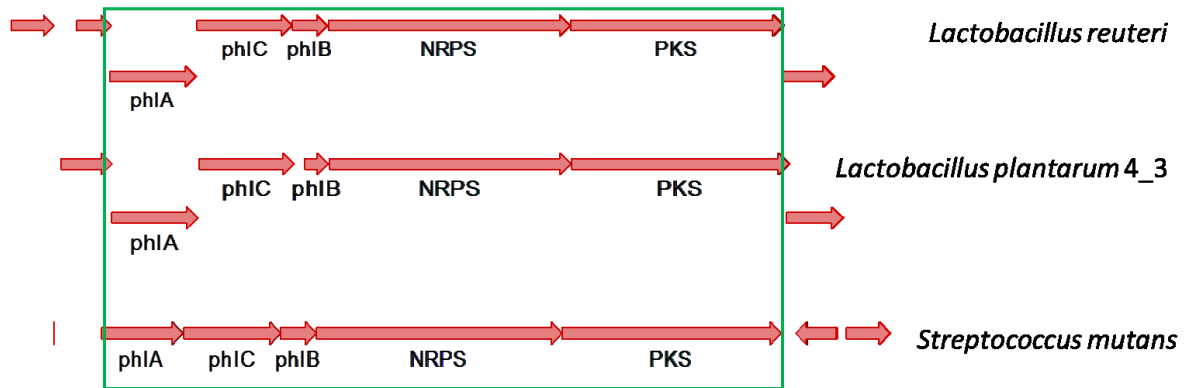 Lactobacillus reuteri
phlC phlB NRPS PKS
phlA
Lactobacillus plantarum 4_3
phlC phlB NRPS PKS
phlA
Streptococcus mutans
phlA phlC phlB NRPS PKS